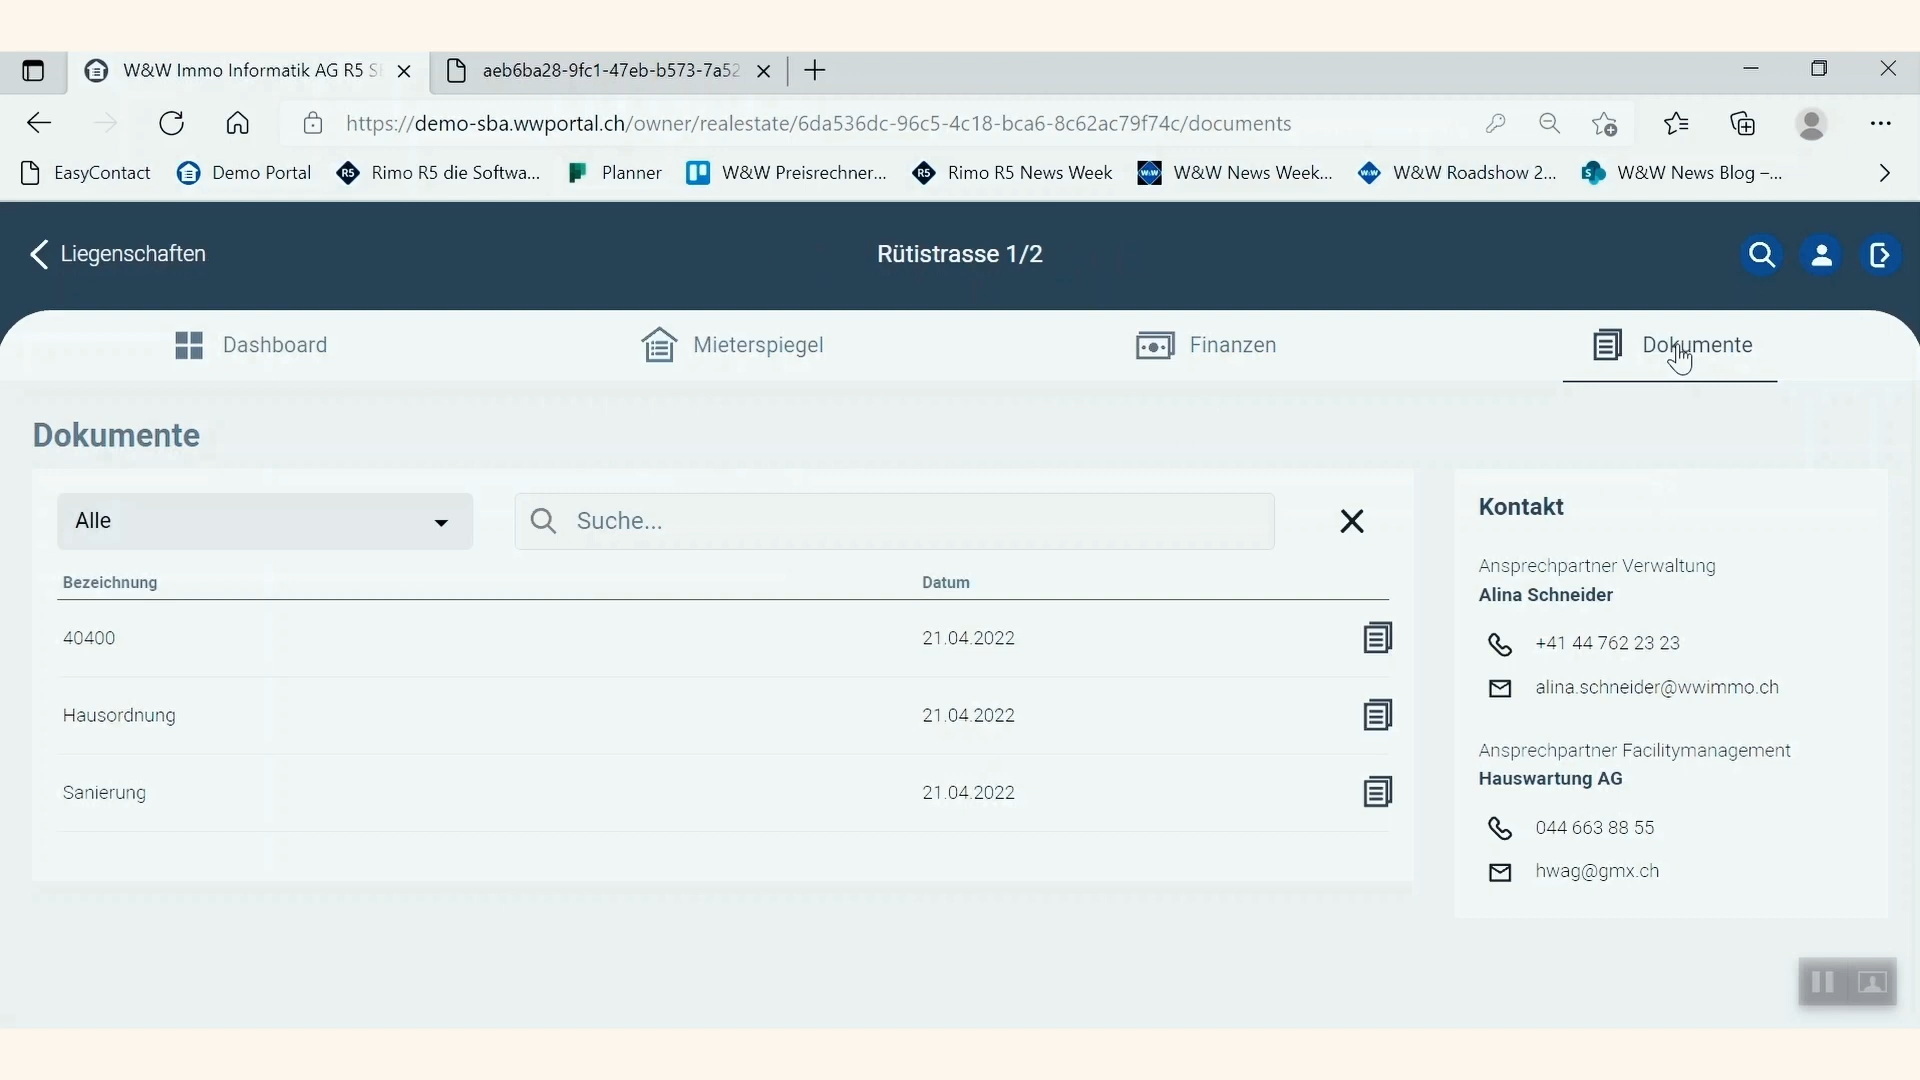 W&W Immo Informatik AG R5 S
aeb6ba28-9fc1-47eb-b573-7a52
https://demo-sba.wwportal.ch/owner/realestate/6da536dc-96c5-4c18-bca6-8c62ac79f74c/documents
EasyContact
Demo Portal
R5
Rimo R5 die Softwa...
Planner
W&W Preisrechner...
R5
Rimo R5 News Week
W&W
W&W News Week...
W&W
W&W Roadshow 2...
S
W&W News Blog –...
Liegenschaften
Rütistrasse 1/2
Dashboard
Mieterspiegel
Finanzen
Dokumente
Dokumente
Alle
Suche...
Bezeichnung
Datum
40400
21.04.2022
Hausordnung
21.04.2022
Sanierung
21.04.2022
Kontakt
Ansprechpartner Verwaltung
Alina Schneider
+41 44 762 23 23
alina.schneider@wwimmo.ch
Ansprechpartner Facilitymanagement
Hauswartung AG
044 663 88 55
hwag@gmx.ch